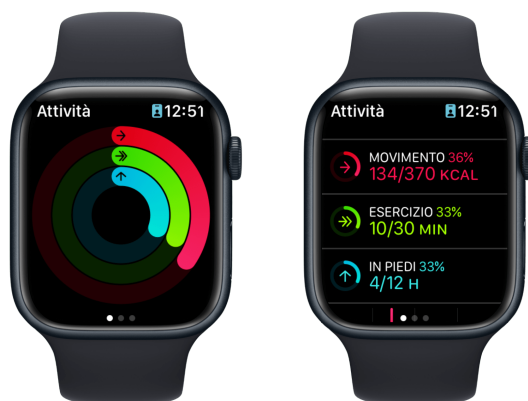 Attività 12:51
Attività 12:51
MOVIMENTO 36%
134/370 KCAL
ESERCIZIO 33%
10/30 MIN
IN PIEDI 33%
4/12 H